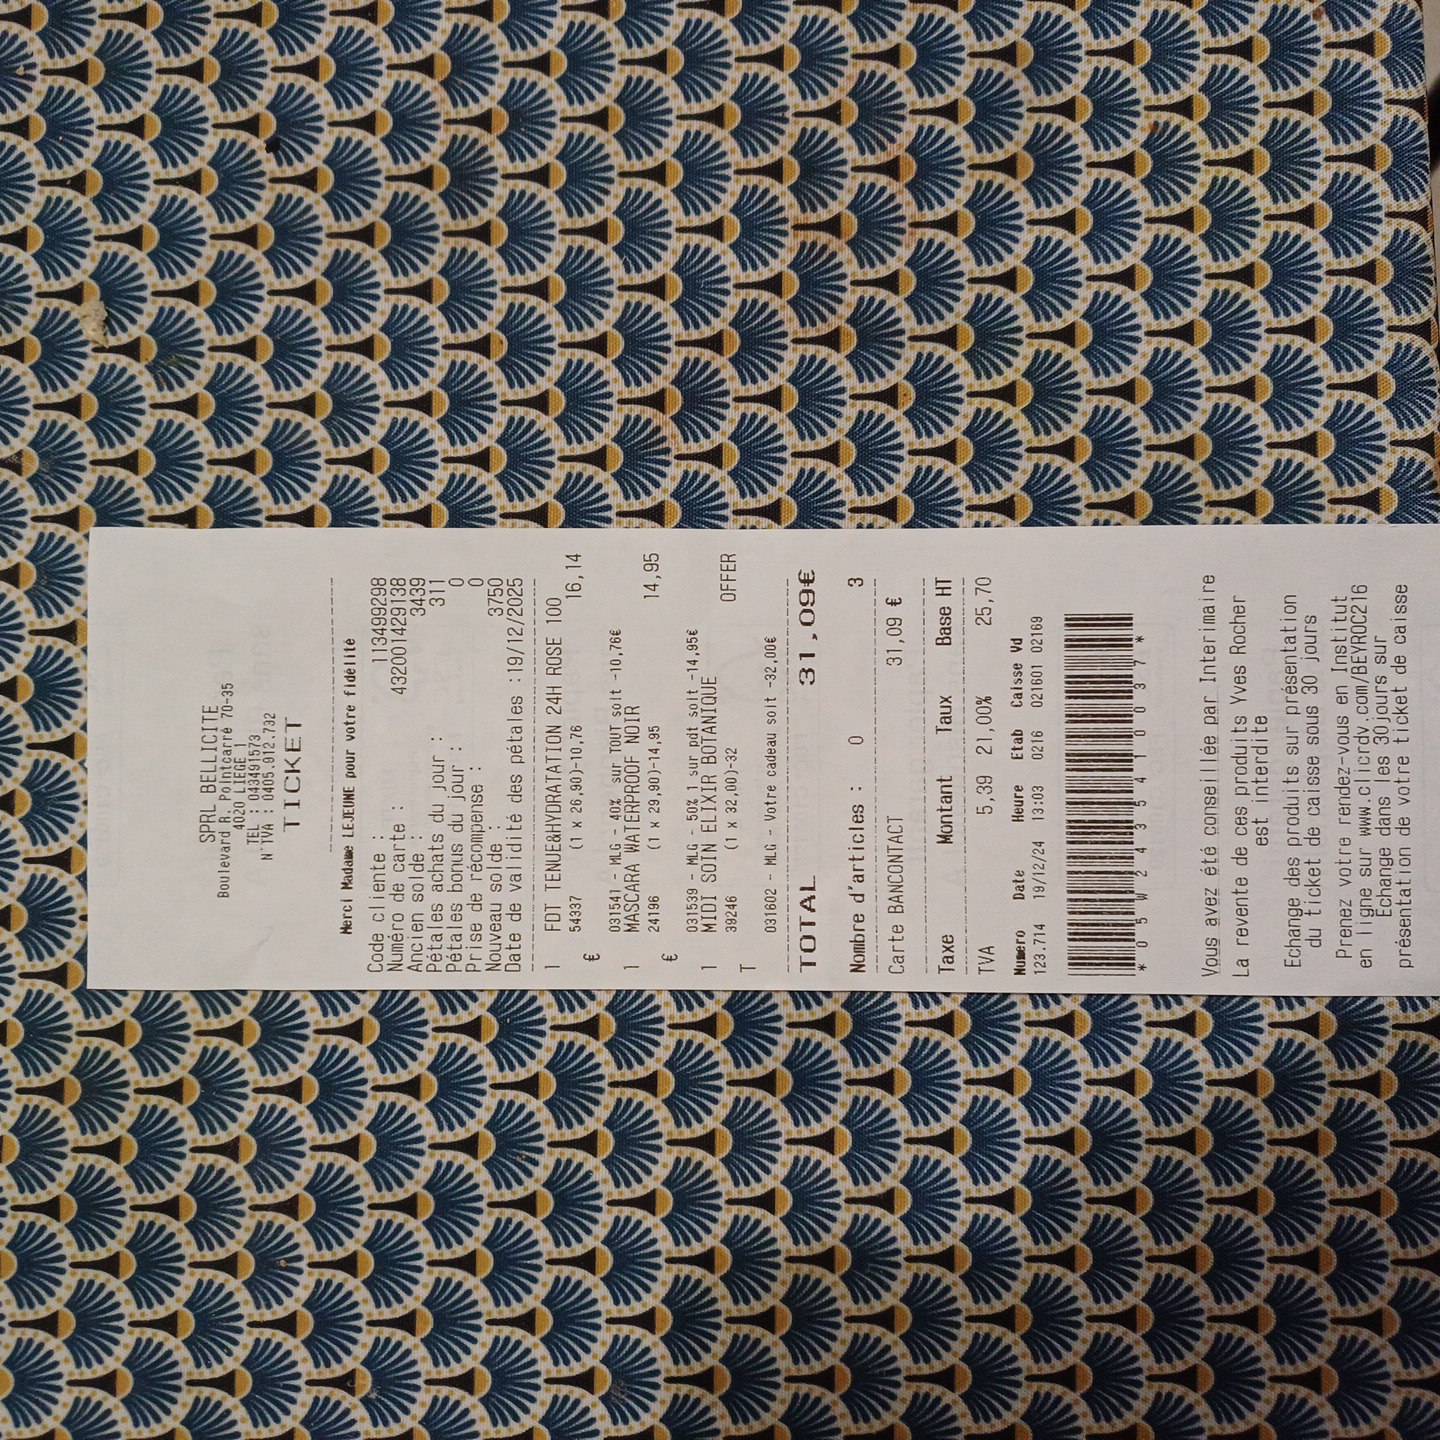 SPRL BELLICITE
Boulevard R. Pointcarré 70-35
4020 LIEGE 1
TEL : 043491573
N°TVA : 0405.912.732
TICKET
Merci Madame LEJEUNE pour votre fidélité
Code cliente : 113499298
Numéro de carte : 432001429138
Ancien solde : 3439
Pétales achats du jour : 311
Pétales bonus du jour : 0
Prise de récompense : 0
Nouveau solde : 3750
Date de validité des pétales :19/12/2025
1 FDT TENUE&HYDRATATION 24H ROSE 100
54337 (1 x 26,90)-10,76 16,14
€
031541 - MLG - 40% sur TOUT soit -10,76€
1 MASCARA WATERPROOF NOIR
24196 (1 x 29,90)-14,95 14,95
€
031539 - MLG - 50% 1 sur pdt soit -14,95€
1 MIDI SOIN ELIXIR BOTANIQUE
39246 (1 x 32,00)-32 OFFER
T
031602 - MLG - Votre cadeau soit -32,00€
TOTAL 31,09€
Nombre d'articles : 0 3
Carte BANCONTACT 31,09 €
Taxe Montant Taux Base HT
TVA 5,39 21,00% 25,70
Numero Date Heure Etab Caisse Vd
123.714 19/12/24 13:03 0216 021601 02169
*05W24354101037*
Vous avez été conseillée par Interimaire
La revente de ces produits Yves Rocher
est interdite
Echange des produits sur présentation
du ticket de caisse sous 30 jours
Prenez votre rendez-vous en Institut
en ligne sur www.clicrdv.com/BEYROC216
Echange dans les 30jours sur
présentation de votre ticket de caisse